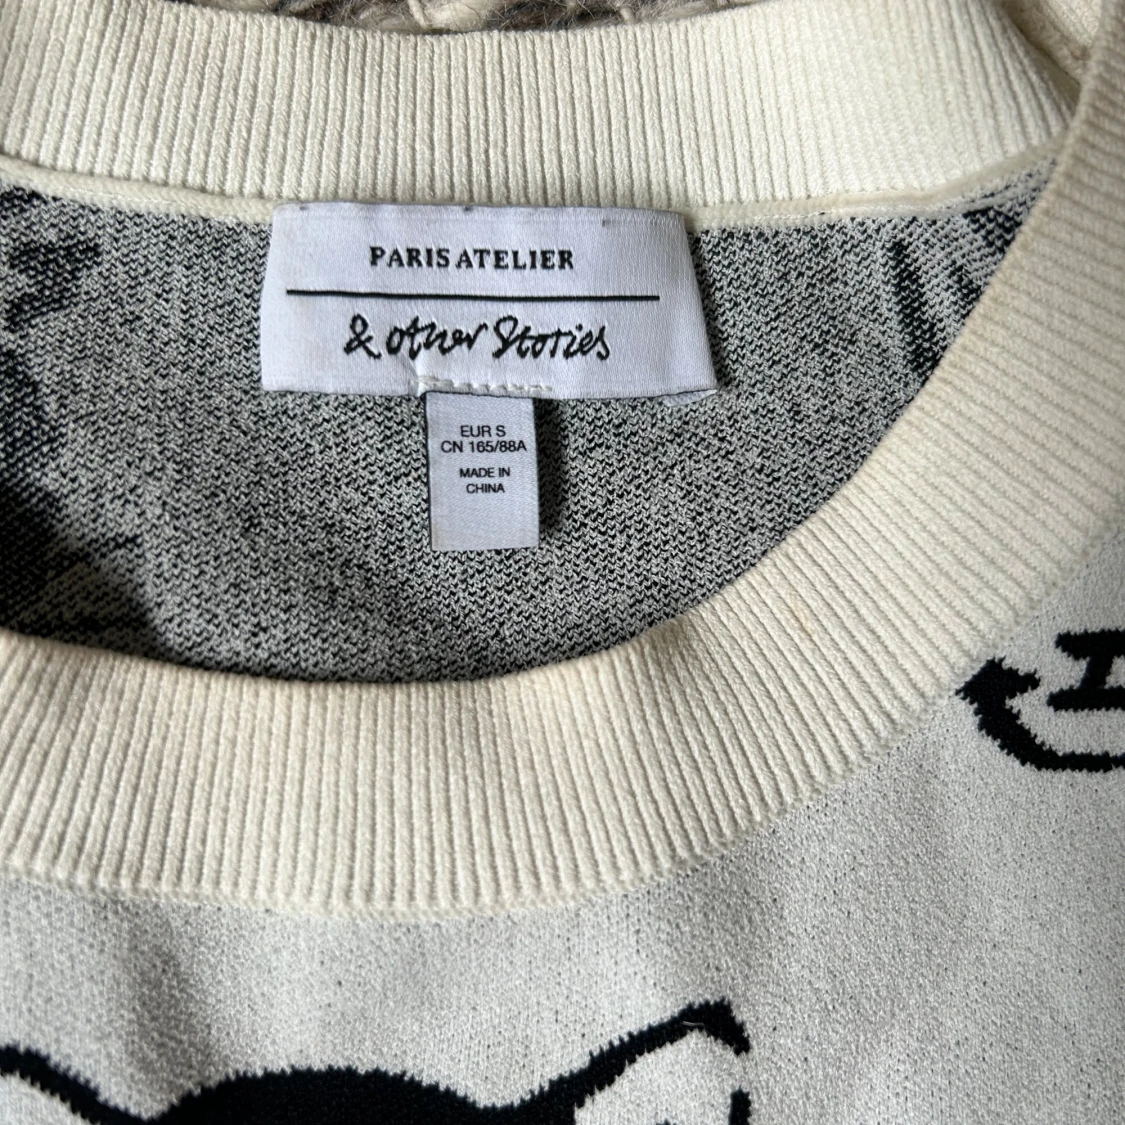 PARIS ATELIER
& other Stories
EUR S
CN 165/88A
MADE IN
CHINA